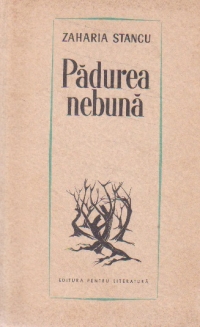 ZAHARIA STANCU
Pădurea
nebună
EDITURA PENTRU LITERATURĂ